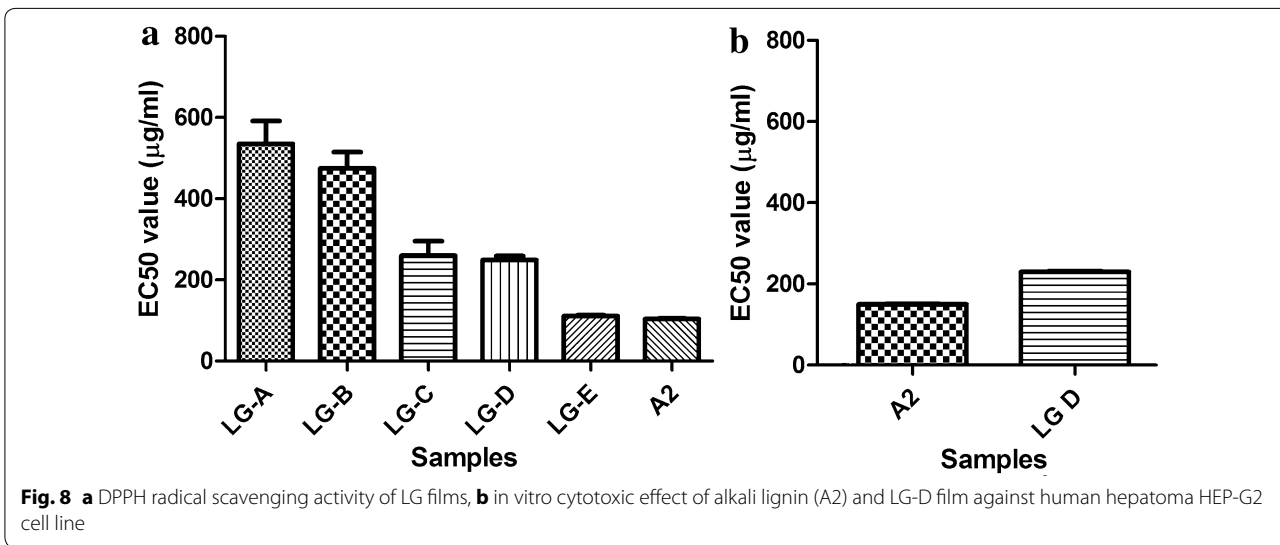 a
800
600
400
200
0
EC50 value (µg/ml)
LG-A
LG-B
LG-C
LG-D
LG-E
A2
Samples
b
800
600
400
200
0
EC50 value (µg/ml)
A2
LG D
Samples
Fig. 8 a DPPH radical scavenging activity of LG films, b in vitro cytotoxic effect of alkali lignin (A2) and LG-D film against human hepatoma HEP-G2
cell line